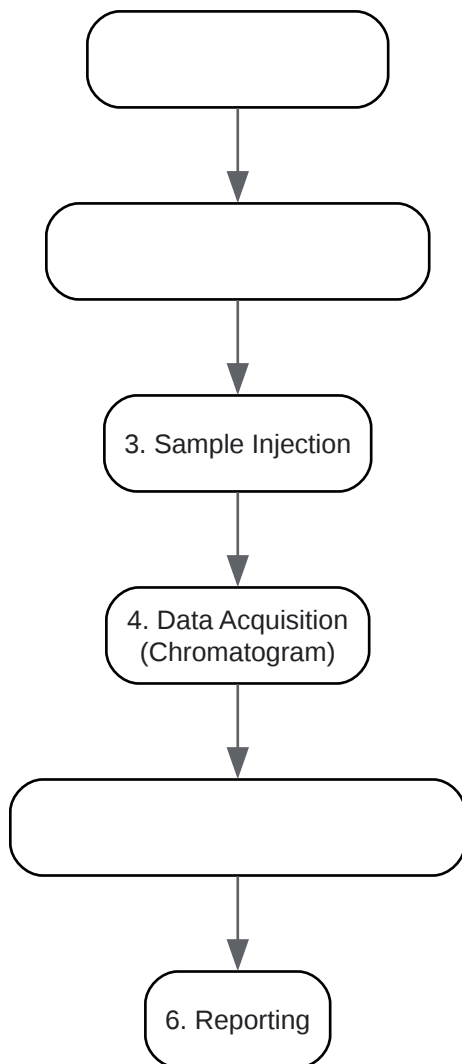 3. Sample Injection
4. Data Acquisition
(Chromatogram)
6. Reporting